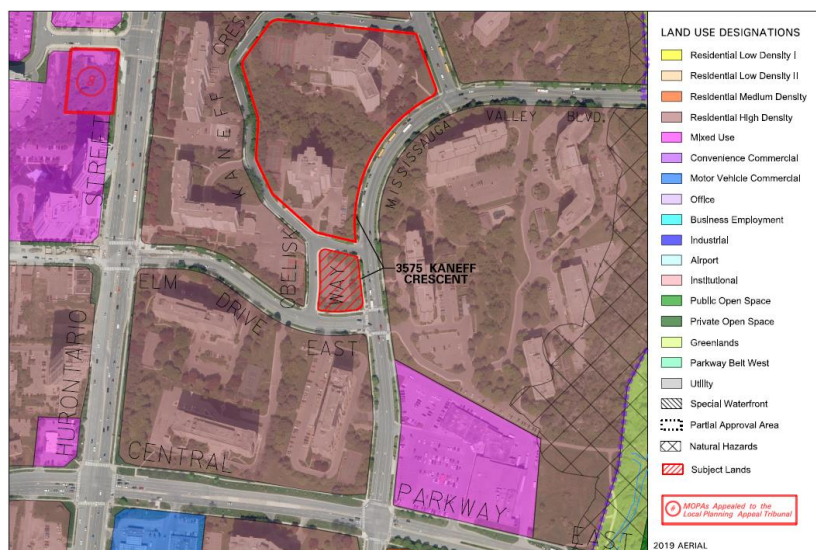 CRES.
KANEFF
STREET
#
MISSISSAUGA
VALLEY BLVD.
3575 KANEFF
CRESCENT
OBELISK
WAY
ELM
DRIVE
EAST
HURONTARIO
CENTRAL
PARKWAY
EAST
LAND USE DESIGNATIONS
Residential Low Density I
Residential Low Density II
Residential Medium Density
Residential High Density
Mixed Use
Convenience Commercial
Motor Vehicle Commercial
Office
Business Employment
Industrial
Airport
Institutional
Public Open Space
Private Open Space
Greenlands
Parkway Belt West
Utility
Special Waterfront
Partial Approval Area
Natural Hazards
Subject Lands
# MOPAs Appealed to the
Local Planning Appeal Tribunal
2019 AERIAL